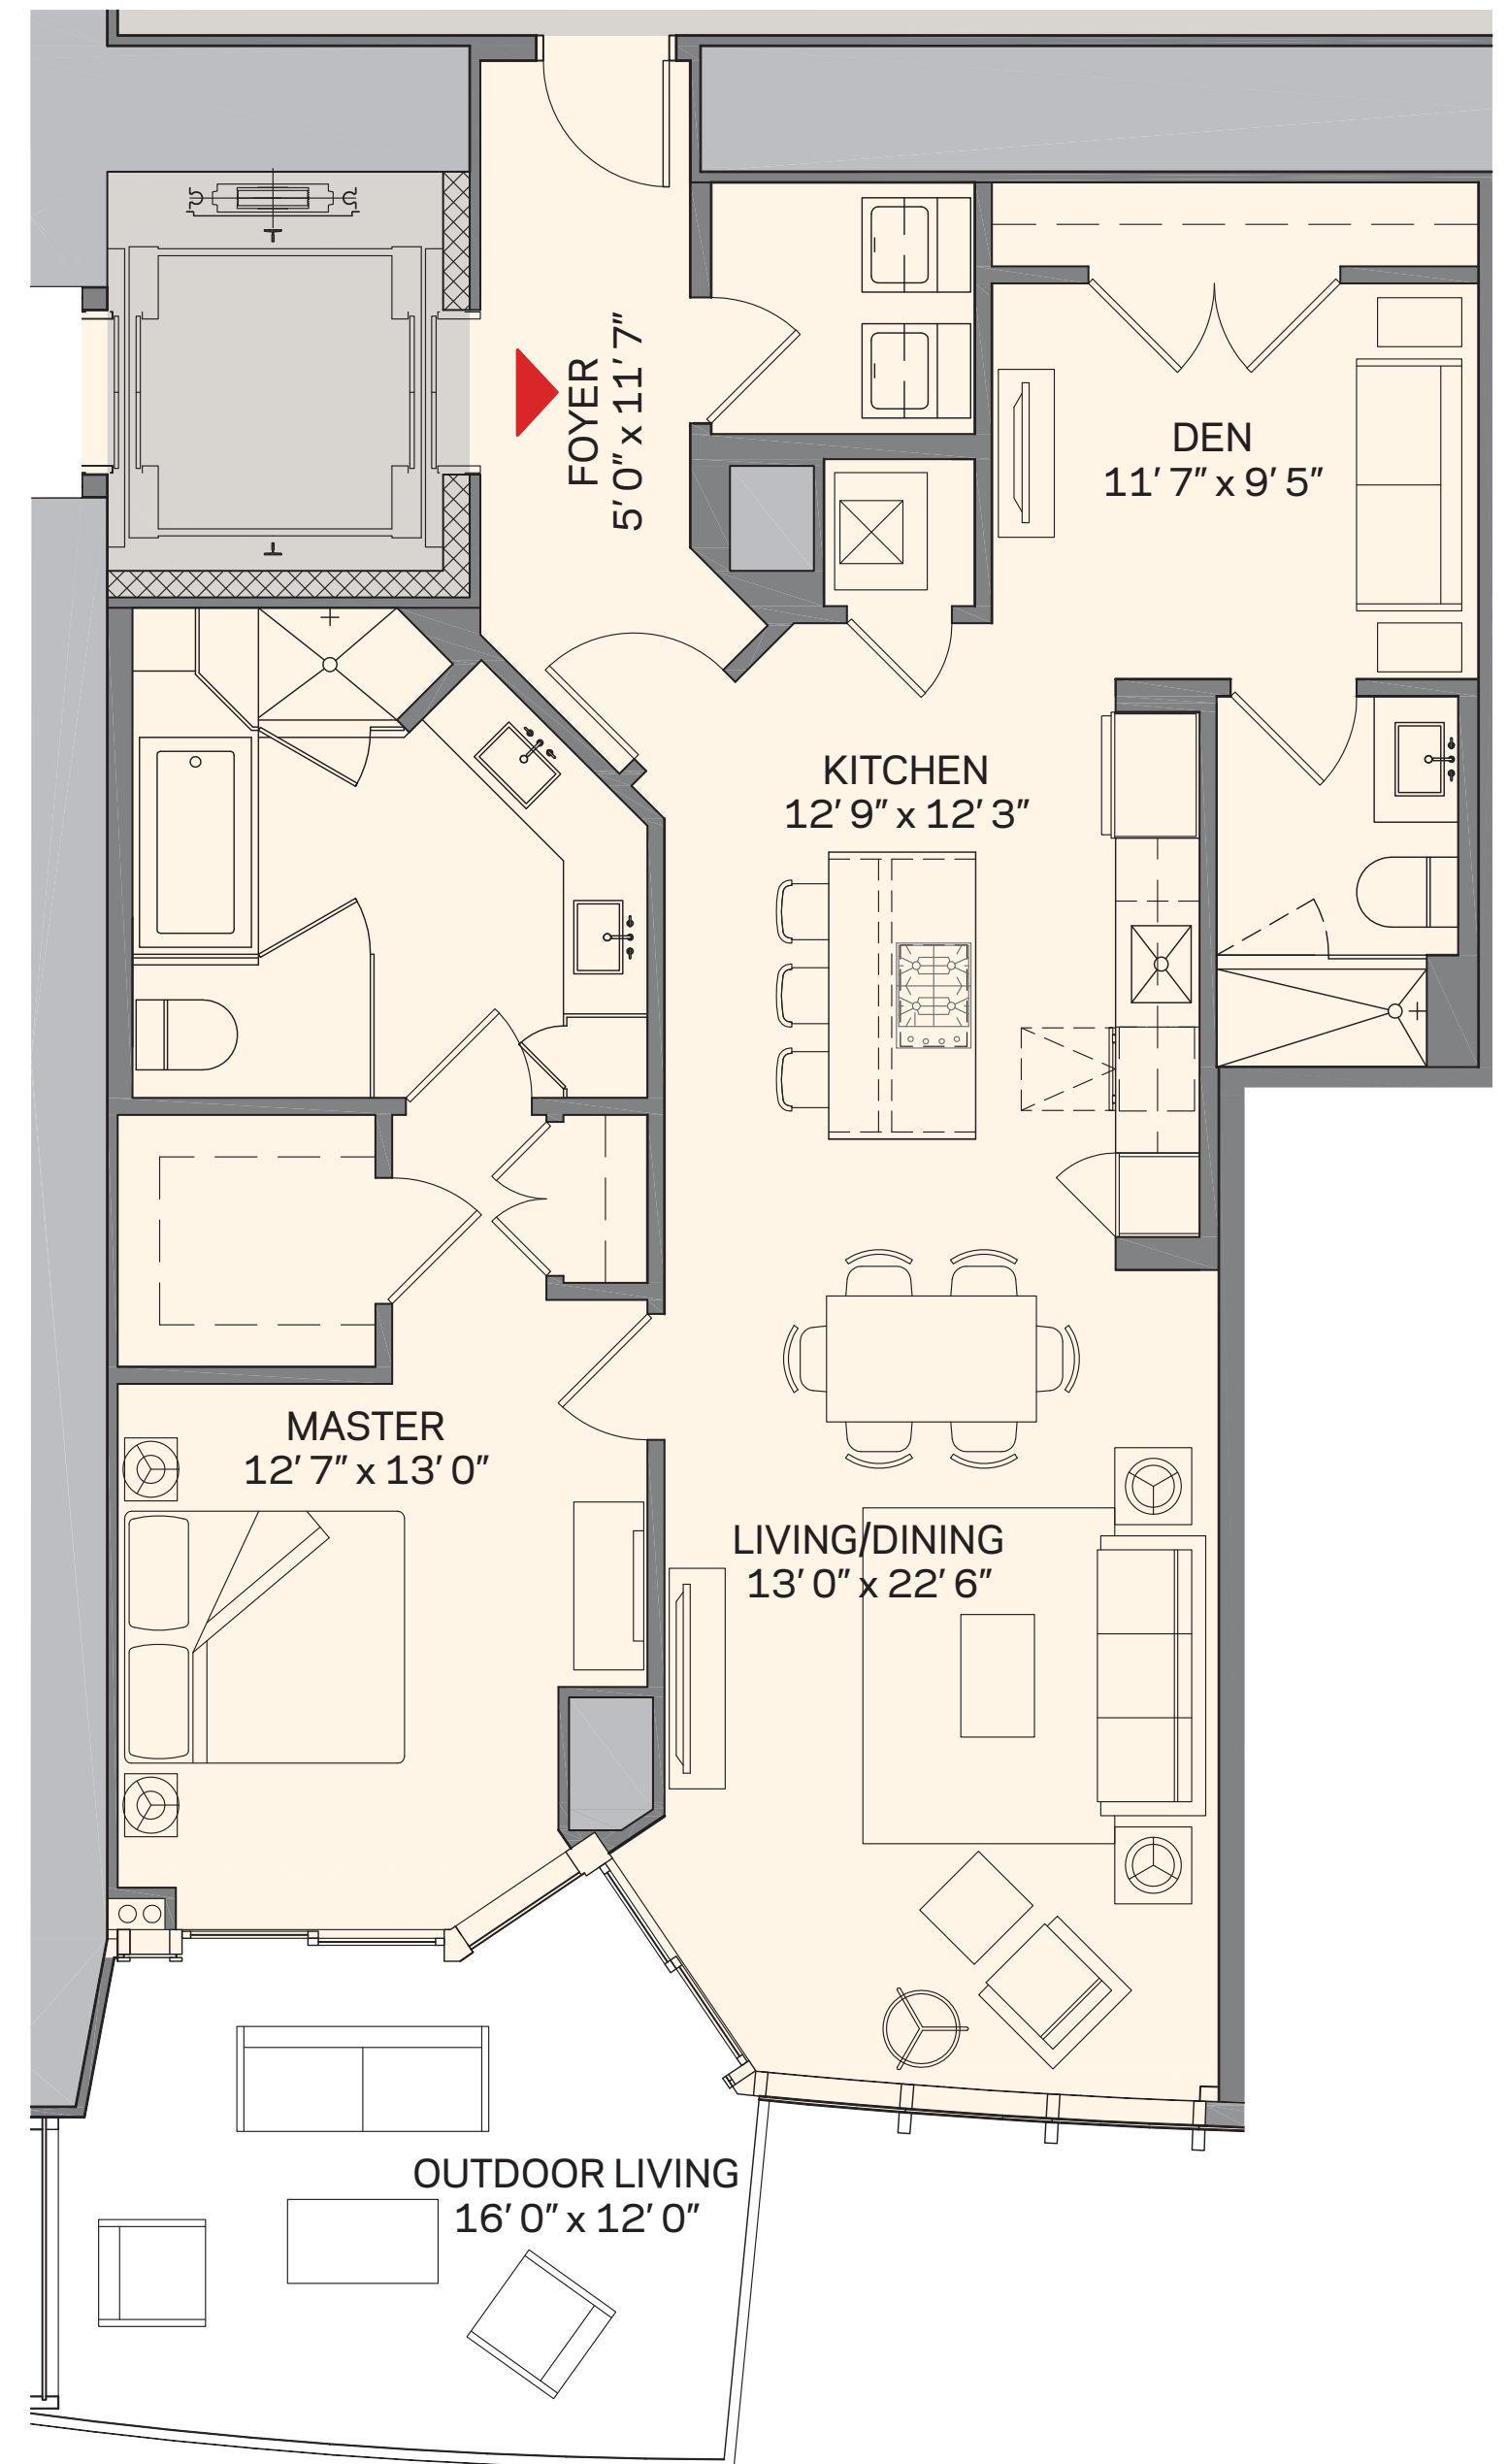 FOYER
5’ 0” x 11’ 7”
DEN
11’ 7” x 9’ 5”
KITCHEN
12’ 9” x 12’ 3”
MASTER
12’ 7” x 13’ 0”
LIVING/DINING
13’ 0” x 22’ 6”
OUTDOOR LIVING
16’ 0” x 12’ 0”